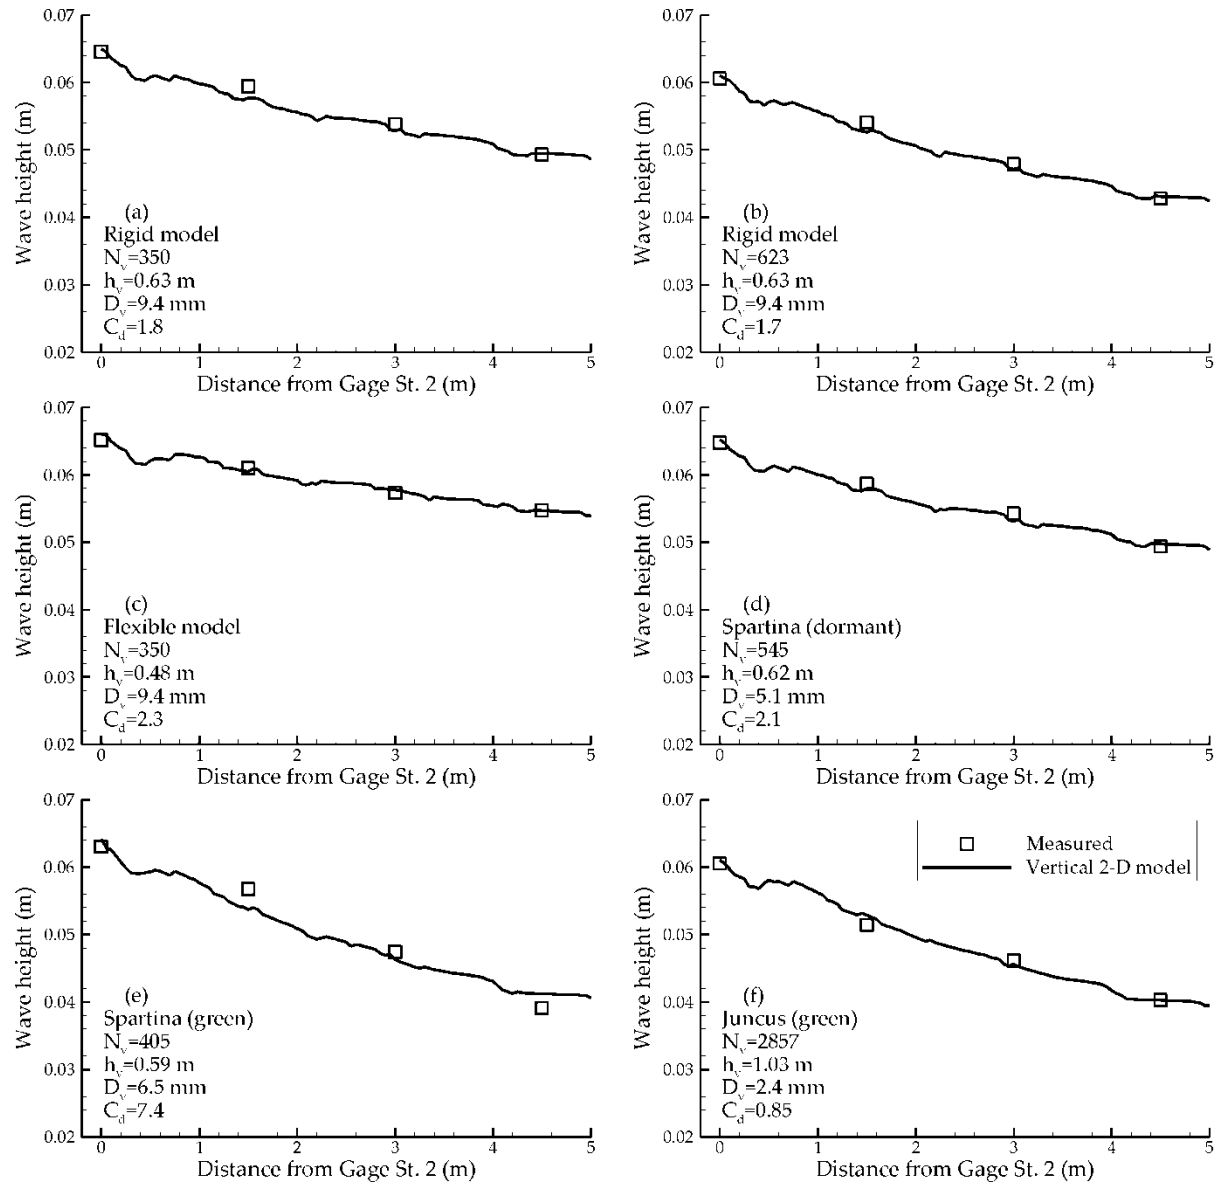 0.07
0.06
0.05
0.04
0.03
0.02
Wave height (m)
(a)
Rigid model
N_v=350
h_v=0.63 m
D_v=9.4 mm
C_d=1.8
0 1 2 3 4 5
Distance from Gage St. 2 (m)
0.07
0.06
0.05
0.04
0.03
0.02
Wave height (m)
(b)
Rigid model
N_v=623
h_v=0.63 m
D_v=9.4 mm
C_d=1.7
0 1 2 3 4 5
Distance from Gage St. 2 (m)
0.07
0.06
0.05
0.04
0.03
0.02
Wave height (m)
(c)
Flexible model
N_v=350
h_v=0.48 m
D_v=9.4 mm
C_d=2.3
0 1 2 3 4 5
Distance from Gage St. 2 (m)
0.07
0.06
0.05
0.04
0.03
0.02
Wave height (m)
(d)
Spartina (dormant)
N_v=545
h_v=0.62 m
D_v=5.1 mm
C_d=2.1
0 1 2 3 4 5
Distance from Gage St. 2 (m)
0.07
0.06
0.05
0.04
0.03
0.02
Wave height (m)
(e)
Spartina (green)
N_v=405
h_v=0.59 m
D_v=6.5 mm
C_d=7.4
0 1 2 3 4 5
Distance from Gage St. 2 (m)
0.07
0.06
0.05
0.04
0.03
0.02
Wave height (m)
Measured
Vertical 2-D model
(f)
Juncus (green)
N_v=2857
h_v=1.03 m
D_v=2.4 mm
C_d=0.85
0 1 2 3 4 5
Distance from Gage St. 2 (m)